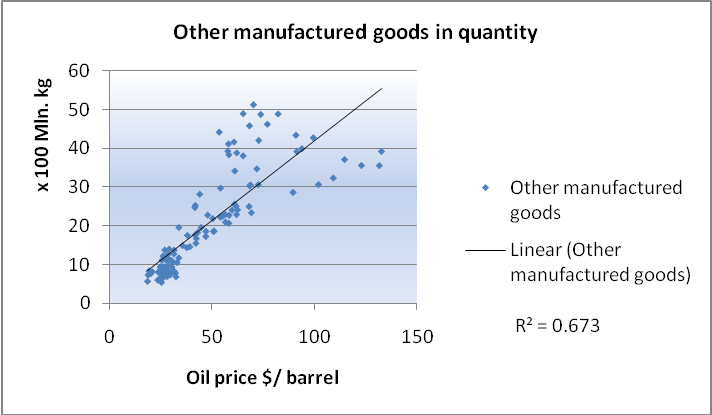 Other manufactured goods in quantity
x 100 Mln. kg
60
50
40
30
20
10
0
0 50 100 150
Oil price $/ barrel
Other manufactured
goods
Linear (Other
manufactured goods)
R² = 0.673